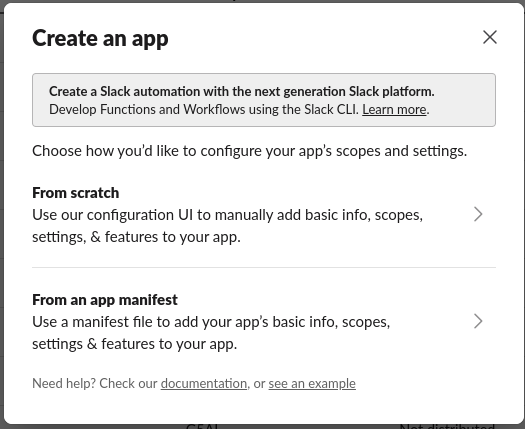 Create an app
Create a Slack automation with the next generation Slack platform.
Develop Functions and Workflows using the Slack CLI. Learn more.
Choose how you'd like to configure your app's scopes and settings.
From scratch
Use our configuration UI to manually add basic info, scopes,
settings, & features to your app.
From an app manifest
Use a manifest file to add your app's basic info, scopes,
settings & features to your app.
Need help? Check our documentation, or see an example
Not distributed